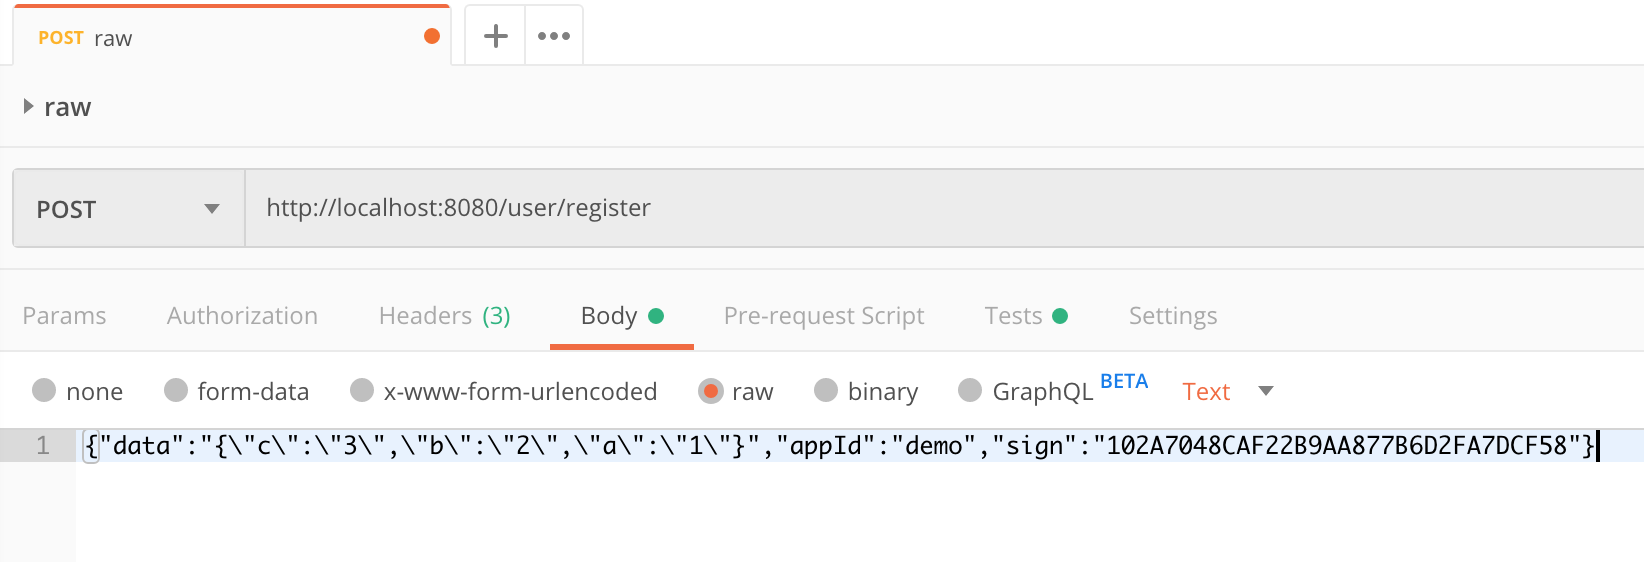 POST raw
raw
POST http://localhost:8080/user/register
Params Authorization Headers (3) Body Pre-request Script Tests Settings
none form-data x-www-form-urlencoded raw binary GraphQL BETA Text
1 {"data":"{\"c\":\"3\",\"b\":\"2\",\"a\":\"1\"}","appId":"demo","sign":"102A7048CAF22B9AA877B6D2FA7DCF58"}